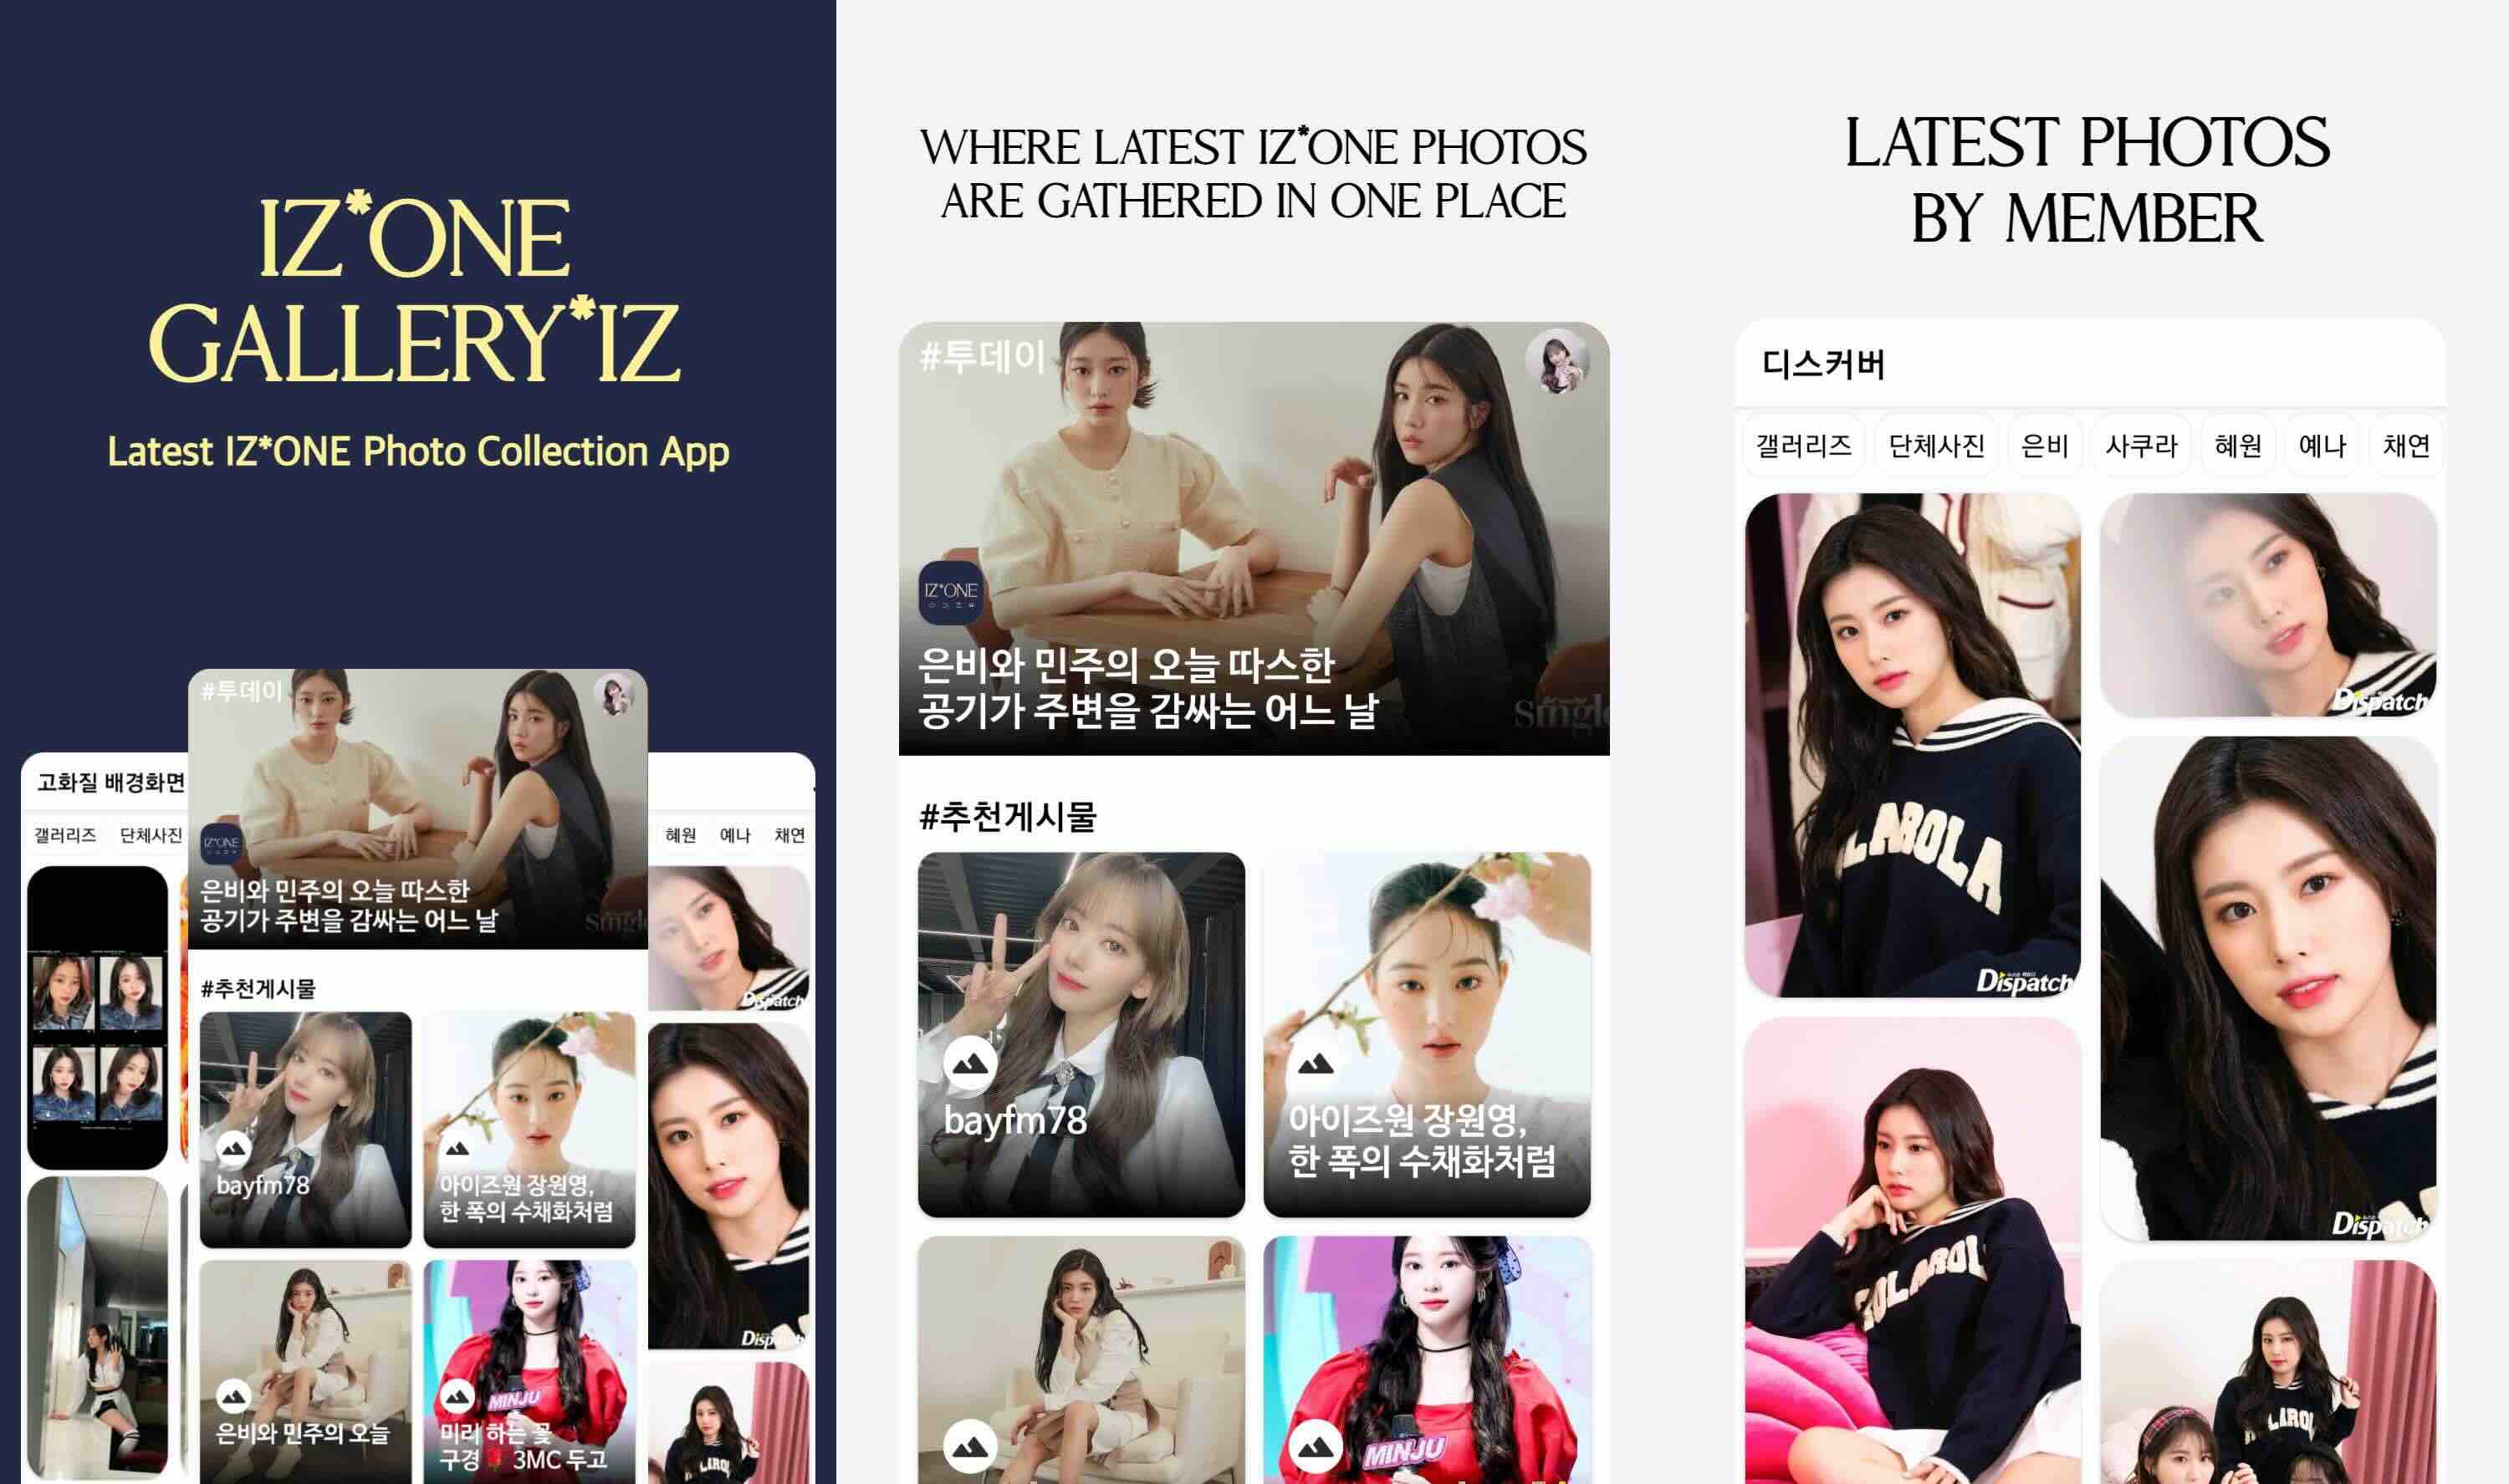 IZ*ONE
GALLERY*IZ
Latest IZ*ONE Photo Collection App
고화질 배경화면
갤러리즈 단체사진
혜원 예나 채연
#투데이
IZ*ONE
은비와 민주의 오늘 따스한
공기가 주변을 감싸는 어느 날
Singl
#추천게시물
bayfm78
아이즈원 장원영,
한 폭의 수채화처럼
은비와 민주의 오늘
MINJU
미리 하는 꽃
구경🌹 3MC 두고
Dispatch
Disp
LAROL
WHERE LATEST IZ*ONE PHOTOS
ARE GATHERED IN ONE PLACE
#투데이
IZ*ONE
은비와 민주의 오늘 따스한
공기가 주변을 감싸는 어느 날
Singl
#추천게시물
bayfm78
아이즈원 장원영,
한 폭의 수채화처럼
MINJU
LATEST PHOTOS
BY MEMBER
디스커버
갤러리즈 단체사진 은비 사쿠라 혜원 예나 채연
LAROLA
Dispatch
Dispatch
OLAROL
Dispatch
LAROL